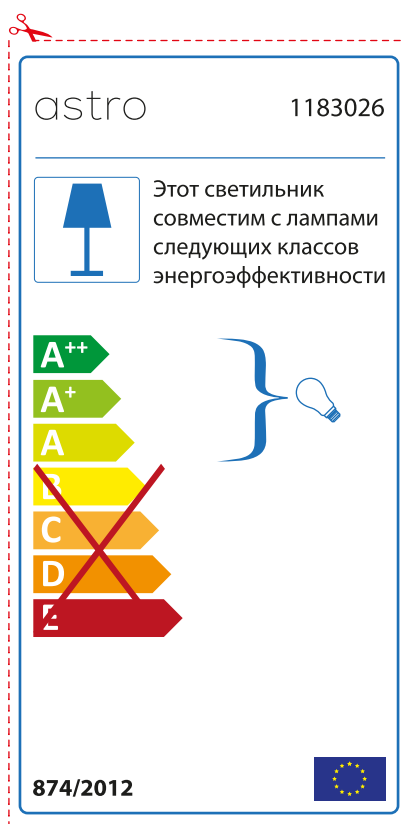 astro
1183026
Этот светильник
совместим с лампами
следующих классов
энергоэффективности
A++
A+
A
B
C
D
E
874/2012